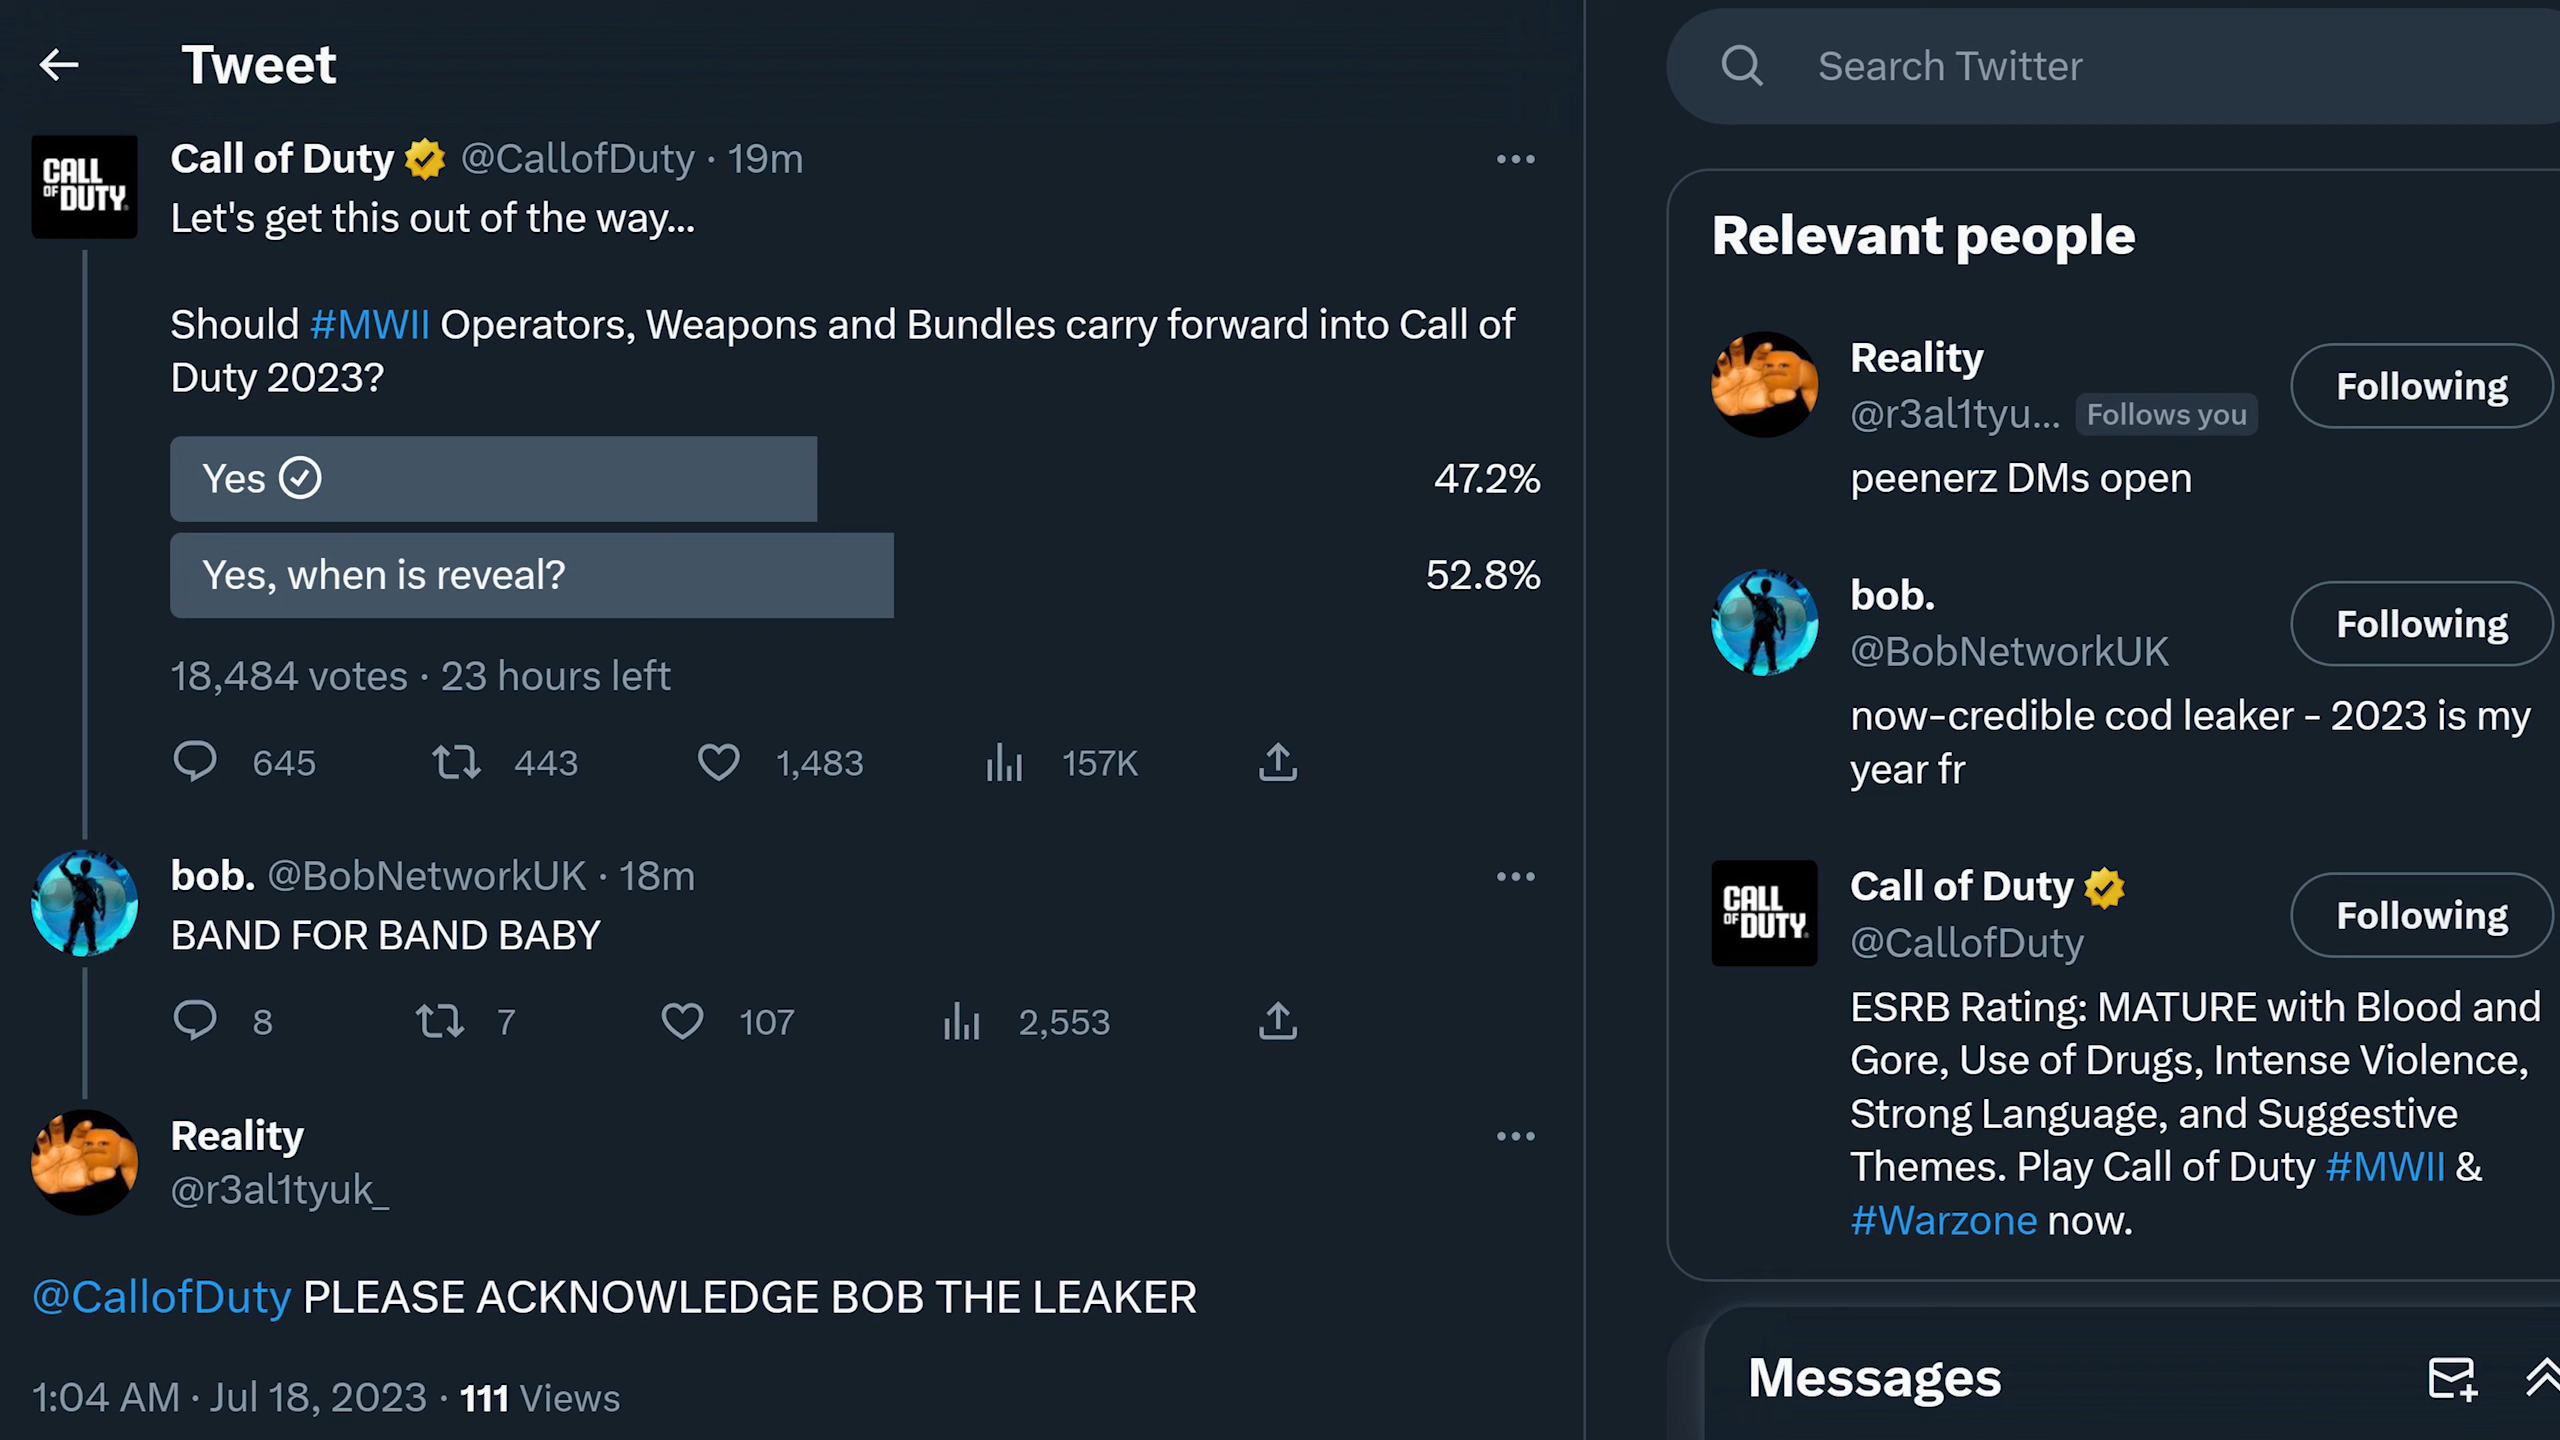 Tweet
Call of Duty @CallofDuty · 19m
Let's get this out of the way...
Should #MWII Operators, Weapons and Bundles carry forward into Call of
Duty 2023?
Yes 47.2%
Yes, when is reveal? 52.8%
18,484 votes · 23 hours left
645 443 1,483 157K
bob. @BobNetworkUK · 18m
BAND FOR BAND BABY
8 7 107 2,553
Reality
@r3al1tyuk_
@CallofDuty PLEASE ACKNOWLEDGE BOB THE LEAKER
1:04 AM · Jul 18, 2023 · 111 Views
Search Twitter
Relevant people
Reality
@r3al1tyu... Follows you
Following
peenerz DMs open
bob.
@BobNetworkUK
Following
now-credible cod leaker - 2023 is my
year fr
CALL
OF DUTY
Call of Duty
@CallofDuty
Following
ESRB Rating: MATURE with Blood and
Gore, Use of Drugs, Intense Violence,
Strong Language, and Suggestive
Themes. Play Call of Duty #MWII &
#Warzone now.
Messages
CALL
OF DUTY